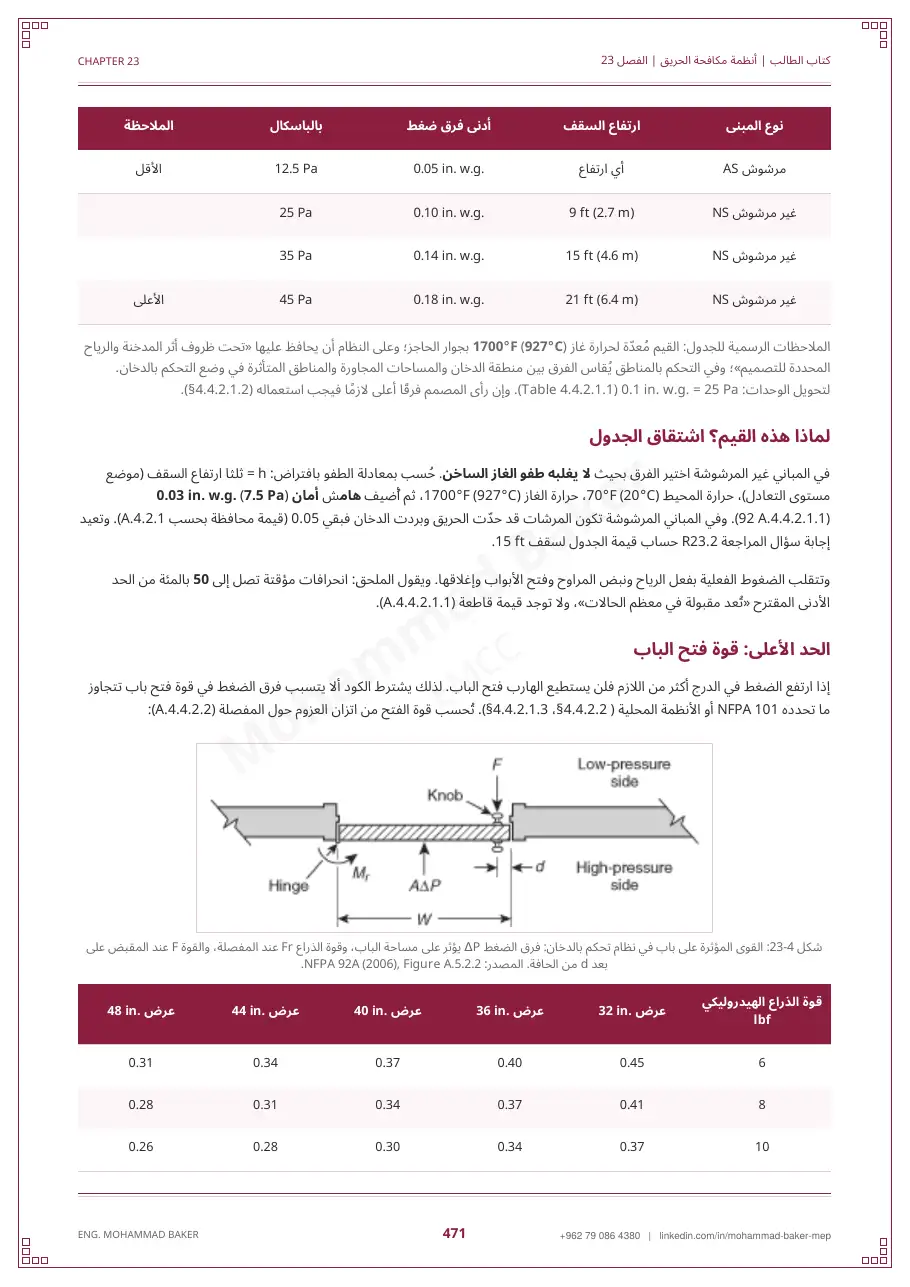 CHAPTER 23
كتاب الطالب | أنظمة مكافحة الحريق | الفصل 23
نوع المبنى ارتفاع السقف أدنى فرق ضغط بالباسكال الملاحظة
مرشوش AS أي ارتفاع 0.05 in. w.g. 12.5 Pa الأقل
غير مرشوش NS 9 ft (2.7 m) 0.10 in. w.g. 25 Pa
غير مرشوش NS 15 ft (4.6 m) 0.14 in. w.g. 35 Pa
غير مرشوش NS 21 ft (6.4 m) 0.18 in. w.g. 45 Pa الأعلى
الملاحظات الرسمية للجدول: القيم مُعدّة لحرارة غاز 1700°F (927°C) بجوار الحاجز؛ وعلى النظام أن يحافظ عليها «تحت ظروف أثر المدخنة والرياح
المحددة للتصميم»؛ وفي التحكم بالمناطق يُقاس الفرق بين منطقة الدخان والمساحات المجاورة والمناطق المتأثرة في وضع التحكم بالدخان.
لتحويل الوحدات: 0.1 in. w.g. = 25 Pa (Table 4.4.2.1.1). وإن رأى المصمم فرقًا أعلى لازمًا فيجب استعماله (§4.4.2.1.2).
لماذا هذه القيم؟ اشتقاق الجدول
في المباني غير المرشوشة اختير الفرق بحيث لا يغلبه طفو الغاز الساخن. حُسب بمعادلة الطفو بافتراض: h = ثلثا ارتفاع السقف (موضع
مستوى التعادل)، حرارة المحيط 70°F (20°C)، حرارة الغاز 1700°F (927°C)، ثم أُضيف هامش أمان 0.03 in. w.g. (7.5 Pa)
(92 A.4.4.2.1.1). وفي المباني المرشوشة تكون المرشات قد حدّت الحريق وبردت الدخان فبقي 0.05 (قيمة محافظة بحسب A.4.2.1). وتعيد
إجابة سؤال المراجعة R23.2 حساب قيمة الجدول لسقف 15 ft.
وتتقلب الضغوط الفعلية بفعل الرياح ونبض المراوح وفتح الأبواب وإغلاقها. ويقول الملحق: انحرافات مؤقتة تصل إلى 50 بالمئة من الحد
الأدنى المقترح «تُعد مقبولة في معظم الحالات»، ولا توجد قيمة قاطعة (A.4.4.2.1.1).
الحد الأعلى: قوة فتح الباب
إذا ارتفع الضغط في الدرج أكثر من اللازم فلن يستطيع الهارب فتح الباب. لذلك يشترط الكود ألا يتسبب فرق الضغط في قوة فتح باب تتجاوز
ما تحدده NFPA 101 أو الأنظمة المحلية ( §4.4.2.2، §4.4.2.1.3). تُحسب قوة الفتح من اتزان العزوم حول المفصلة (A.4.4.2.2):
F
Low-pressure
side
Knob
Hinge
Mr
AΔP
d
High-pressure
side
W
شكل 4-23: القوى المؤثرة على باب في نظام تحكم بالدخان: فرق الضغط ΔP يؤثر على مساحة الباب، وقوة الذراع Fr عند المفصلة، والقوة F عند المقبض على
بعد d من الحافة. المصدر: NFPA 92A (2006), Figure A.5.2.2.
قوة الذراع الهيدروليكي lbf عرض 32 in. عرض 36 in. عرض 40 in. عرض 44 in. عرض 48 in.
6 0.45 0.40 0.37 0.34 0.31
8 0.41 0.37 0.34 0.31 0.28
10 0.37 0.34 0.30 0.28 0.26
ENG. MOHAMMAD BAKER
471
+962 79 086 4380 | linkedin.com/in/mohammad-baker-mep